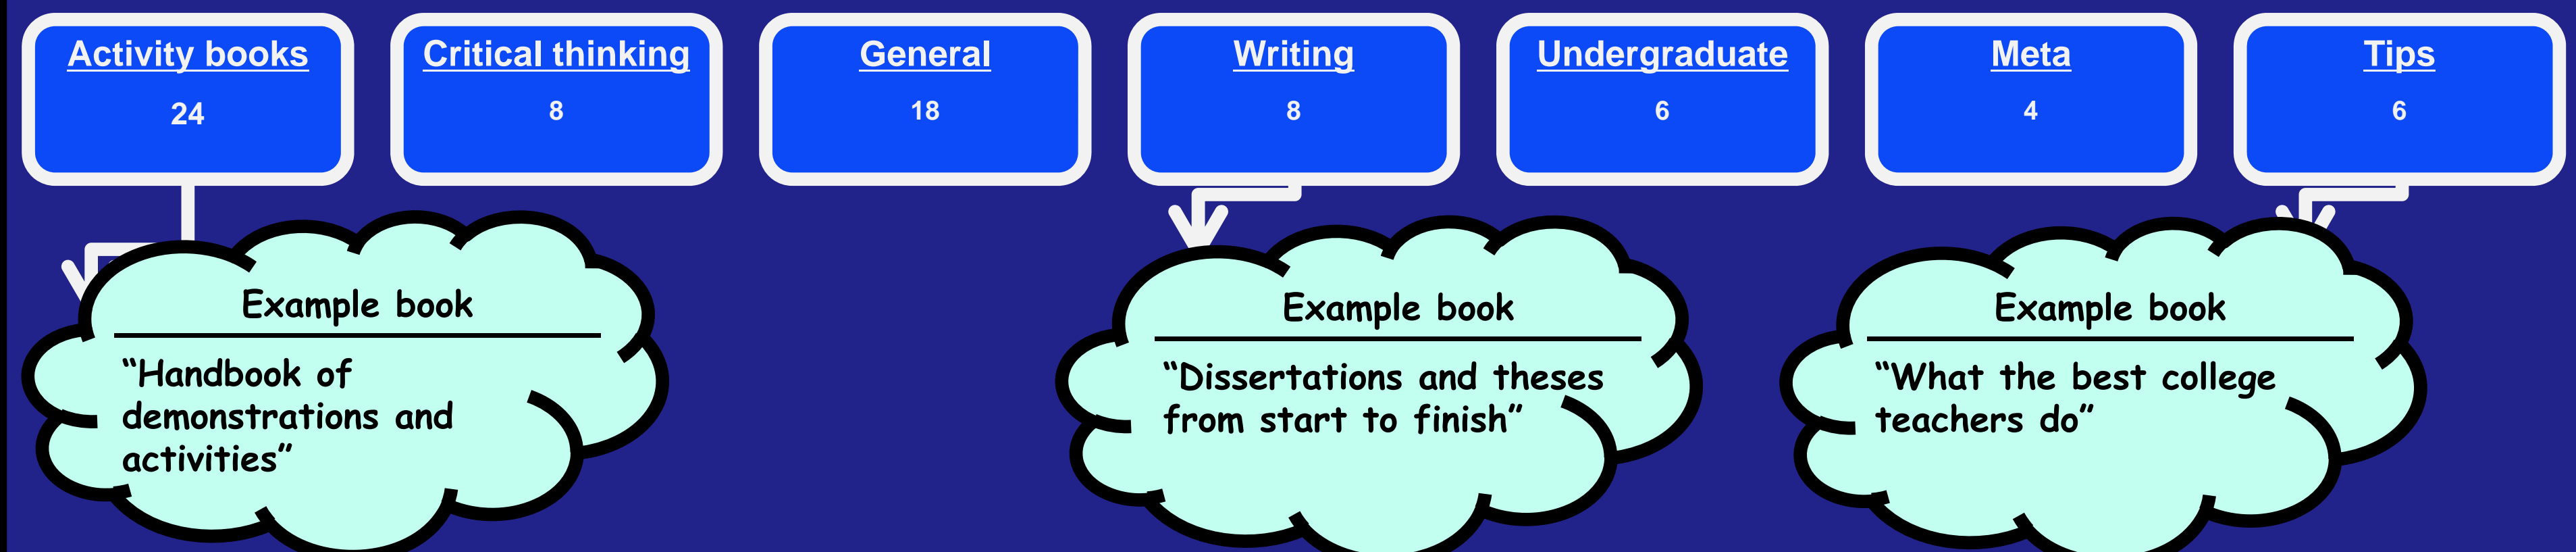 Activity books
24
Critical thinking
8
General
18
Writing
8
Undergraduate
6
Meta
4
Tips
6
Example book
“Handbook of
demonstrations and
activities”
Example book
“Dissertations and theses
from start to finish”
Example book
“What the best college
teachers do”